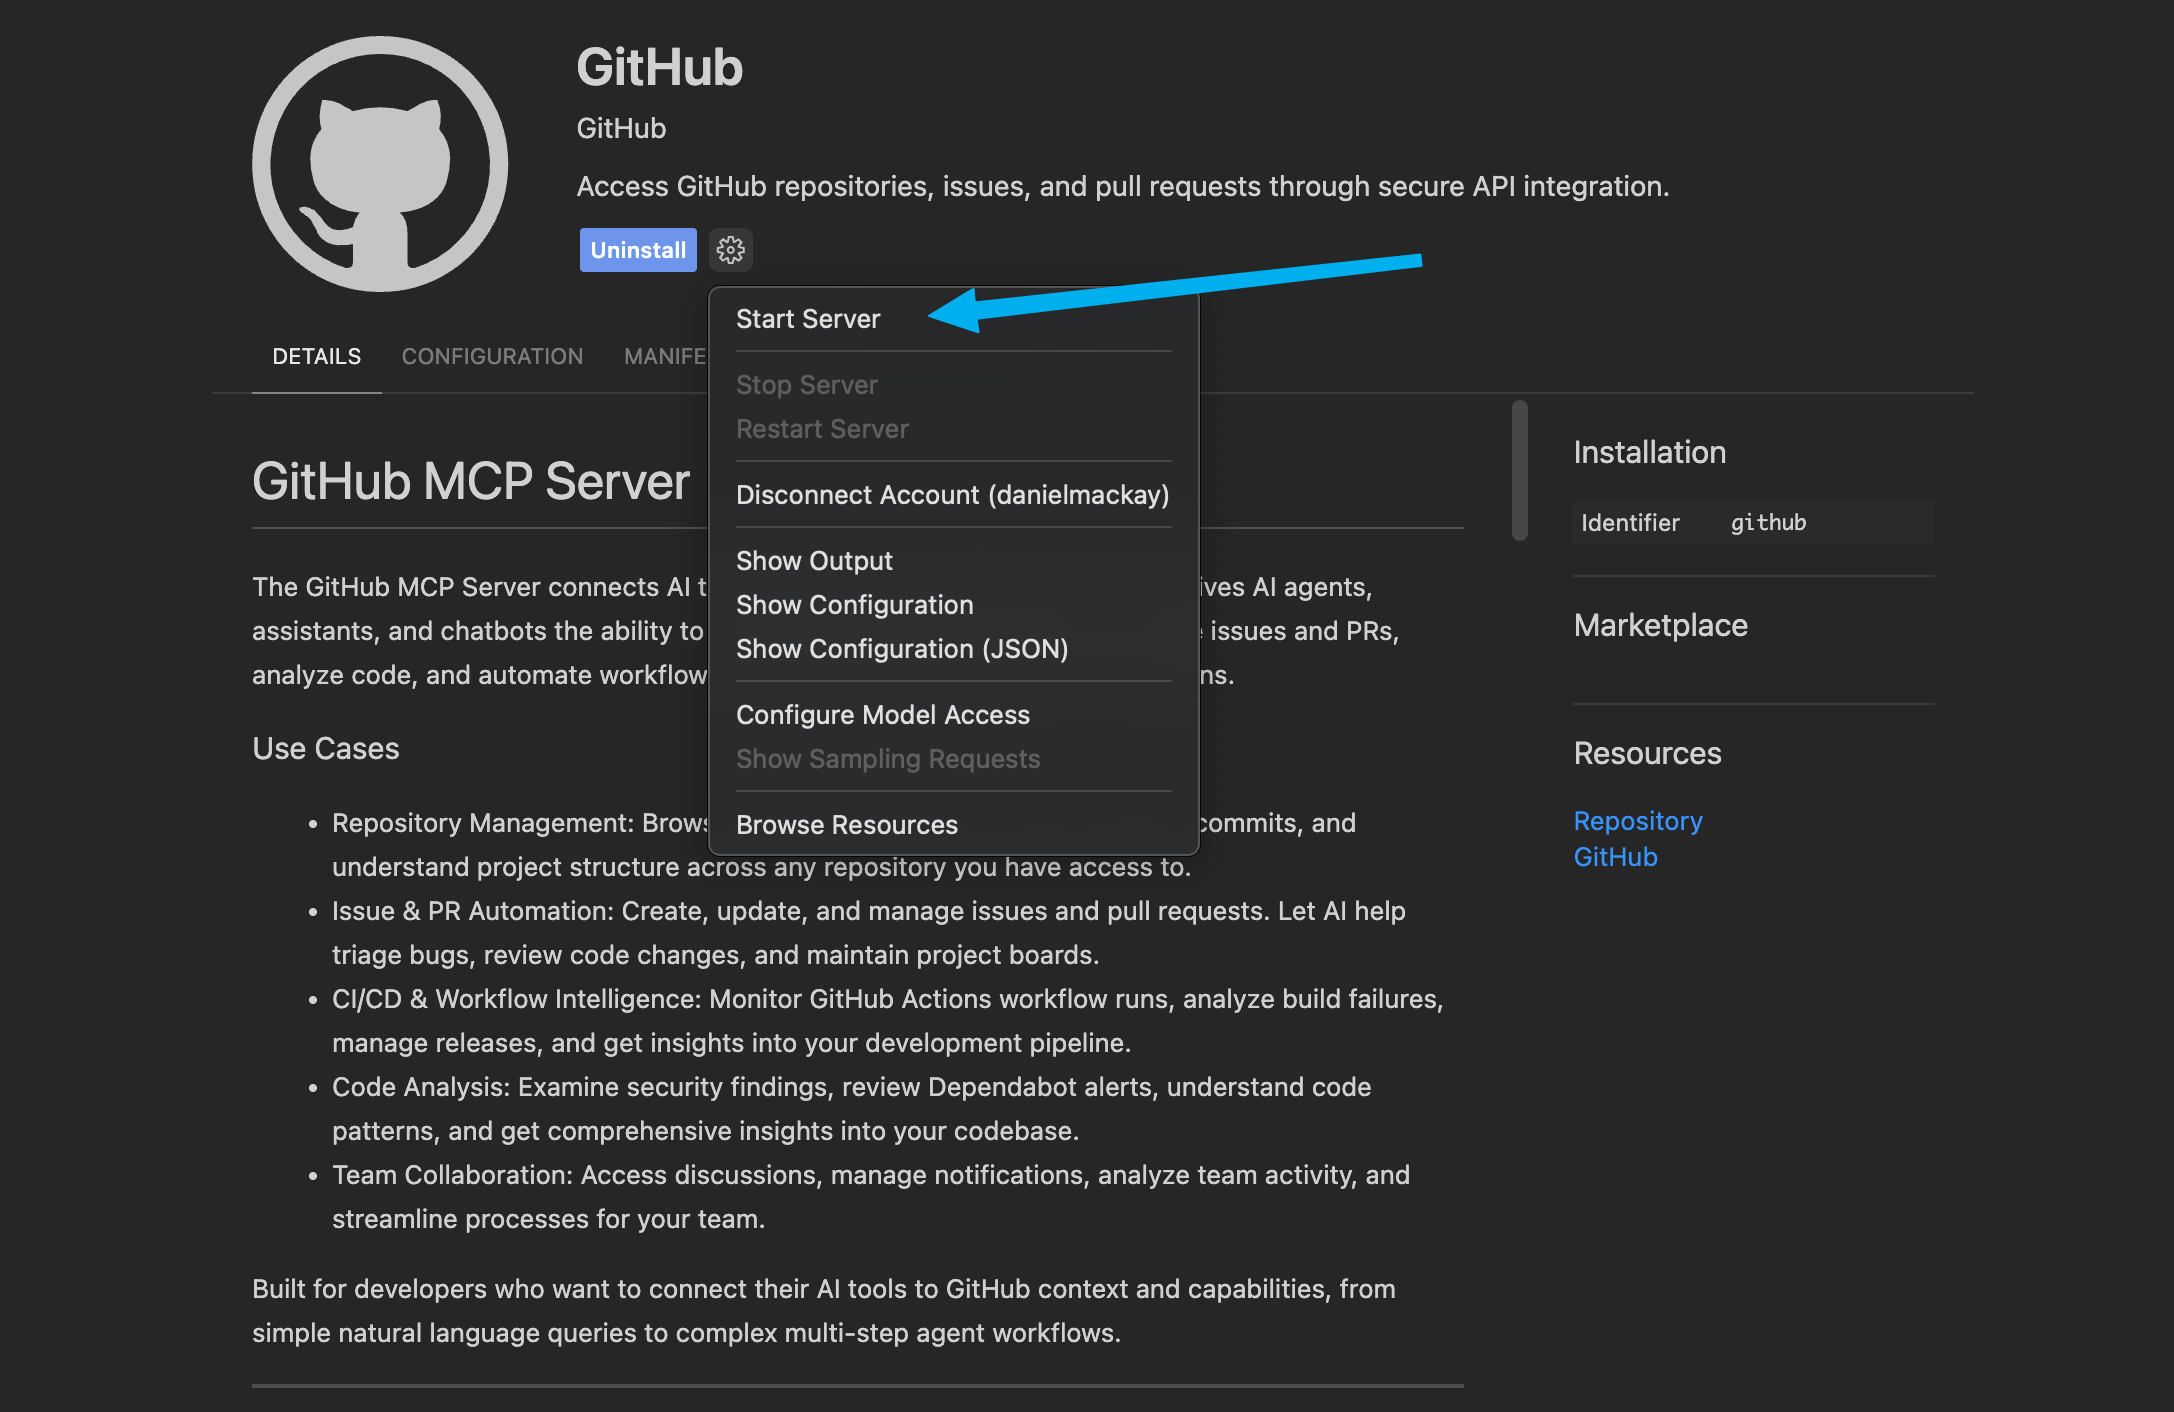 GitHub
GitHub
Access GitHub repositories, issues, and pull requests through secure API integration.
Uninstall
Start Server
Stop Server
Restart Server
Disconnect Account (danielmackay)
Show Output
Show Configuration
Show Configuration (JSON)
Configure Model Access
Show Sampling Requests
Browse Resources
DETAILS CONFIGURATION MANIFE
GitHub MCP Server
The GitHub MCP Server connects AI t ives AI agents,
assistants, and chatbots the ability to issues and PRs,
analyze code, and automate workflow ns.
Use Cases
• Repository Management: Brows commits, and
understand project structure across any repository you have access to.
• Issue & PR Automation: Create, update, and manage issues and pull requests. Let AI help
triage bugs, review code changes, and maintain project boards.
• CI/CD & Workflow Intelligence: Monitor GitHub Actions workflow runs, analyze build failures,
manage releases, and get insights into your development pipeline.
• Code Analysis: Examine security findings, review Dependabot alerts, understand code
patterns, and get comprehensive insights into your codebase.
• Team Collaboration: Access discussions, manage notifications, analyze team activity, and
streamline processes for your team.
Built for developers who want to connect their AI tools to GitHub context and capabilities, from
simple natural language queries to complex multi-step agent workflows.
Installation
Identifier github
Marketplace
Resources
Repository
GitHub